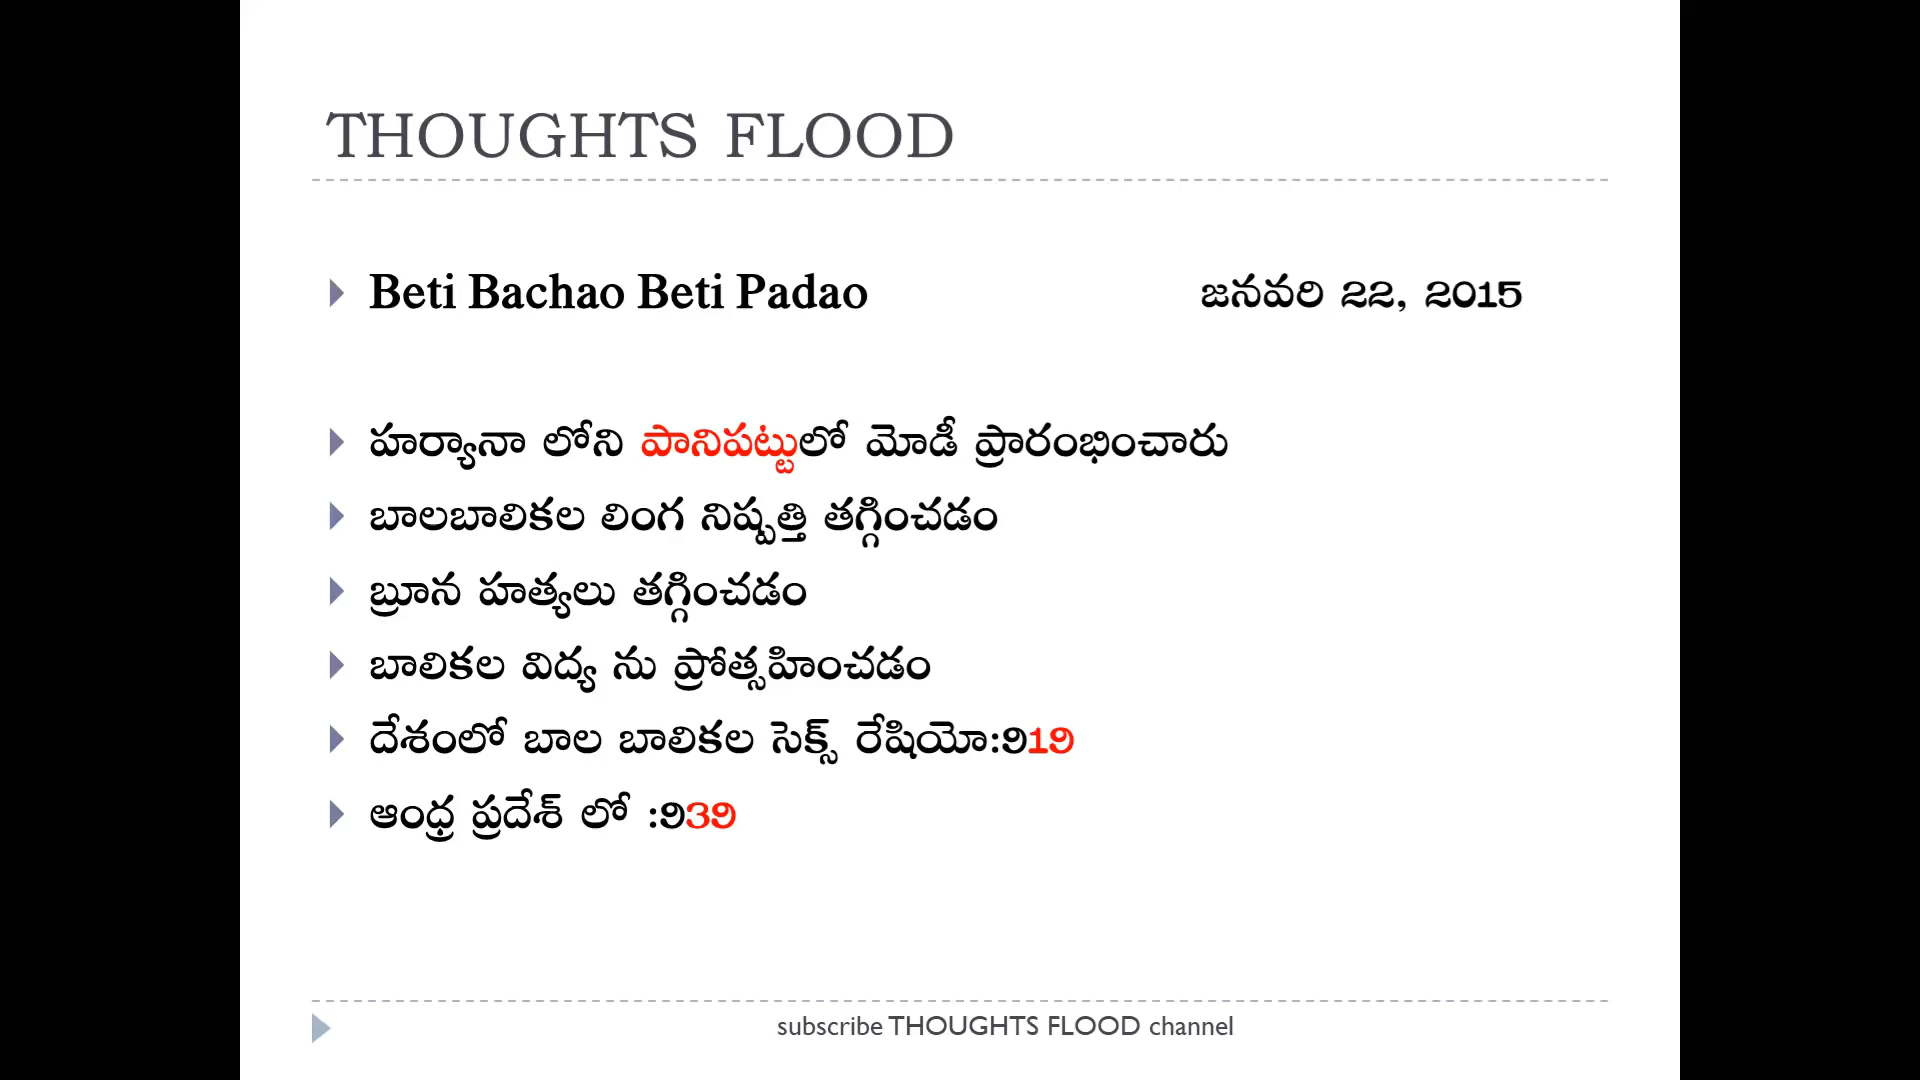 THOUGHTS FLOOD
Beti Bachao Beti Padao జనవరి 22, 2015
హర్యానా లోని పానిపట్టులో మోడీ ప్రారంభించారు
బాలబాలికల లింగ నిష్పత్తి తగ్గించడం
బ్రూన హత్యలు తగ్గించడం
బాలికల విద్య ను ప్రోత్సహించడం
దేశంలో బాల బాలికల సెక్స్ రేషియో:919
ఆంధ్ర ప్రదేశ్ లో :939
subscribe THOUGHTS FLOOD channel